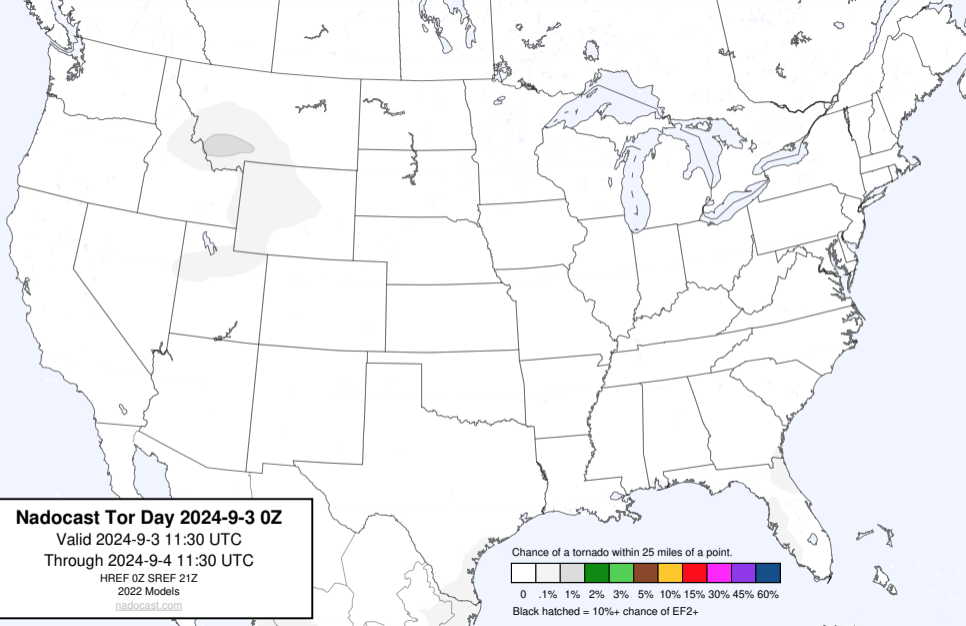 Nadocast Tor Day 2024-9-3 0Z
Valid 2024-9-3 11:30 UTC
Through 2024-9-4 11:30 UTC
HREF 0Z SREF 21Z
2022 Models
nadocast.com
Chance of a tornado within 25 miles of a point.
0 .1% 1% 2% 3% 5% 10% 15% 30% 45% 60%
Black hatched = 10%+ chance of EF2+